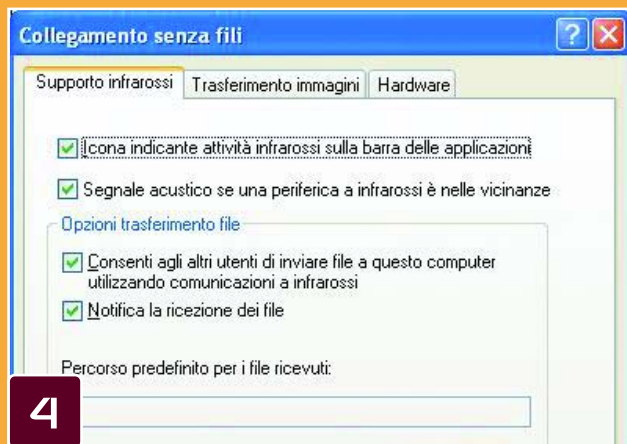 Collegamento senza fili
Supporto infrarossi Trasferimento immagini Hardware
Icona indicante attività infrarossi sulla barra delle applicazioni
Segnale acustico se una periferica a infrarossi è nelle vicinanze
Opzioni trasferimento file
Consenti agli altri utenti di inviare file a questo computer
utilizzando comunicazioni a infrarossi
Notifica la ricezione dei file
Percorso predefinito per i file ricevuti:
4